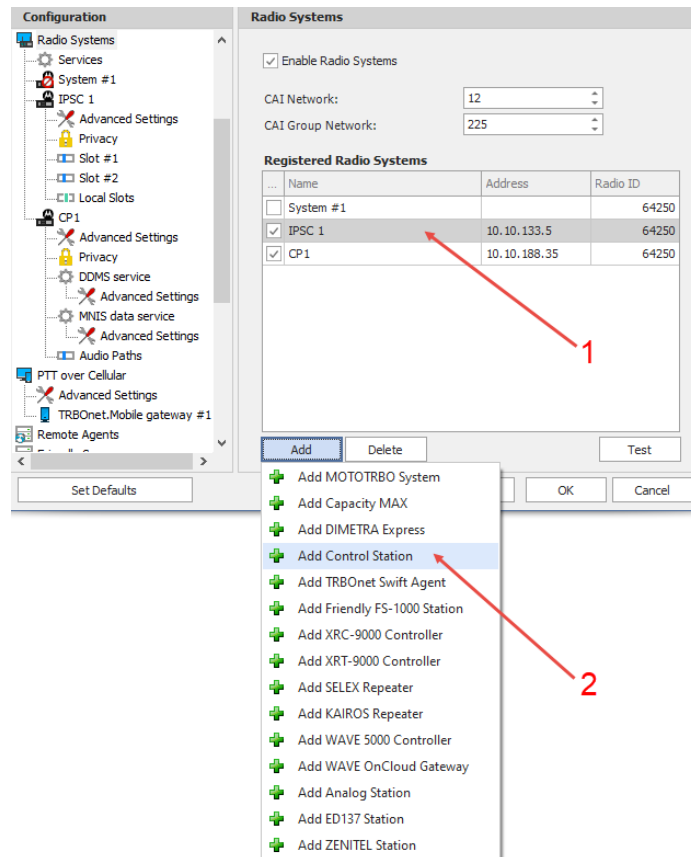 Configuration
Radio Systems
Services
System #1
IPSC 1
Advanced Settings
Privacy
Slot #1
Slot #2
Local Slots
CP1
Advanced Settings
Privacy
DDMS service
Advanced Settings
MNIS data service
Advanced Settings
Audio Paths
PTT over Cellular
Advanced Settings
TRBOnet.Mobile gateway #1
Remote Agents
Set Defaults
Radio Systems
Enable Radio Systems
CAI Network: 12
CAI Group Network: 225
Registered Radio Systems
... Name Address Radio ID
System #1 64250
IPSC 1 10.10.133.5 64250
CP1 10.10.188.35 64250
1
Add Delete Test
OK Cancel
Add MOTOTRBO System
Add Capacity MAX
Add DIMETRA Express
Add Control Station
Add TRBOnet Swift Agent
Add Friendly FS-1000 Station
Add XRC-9000 Controller
Add XRT-9000 Controller
Add SELEX Repeater
Add KAIROS Repeater
Add WAVE 5000 Controller
Add WAVE OnCloud Gateway
Add Analog Station
Add ED137 Station
Add ZENITEL Station
2